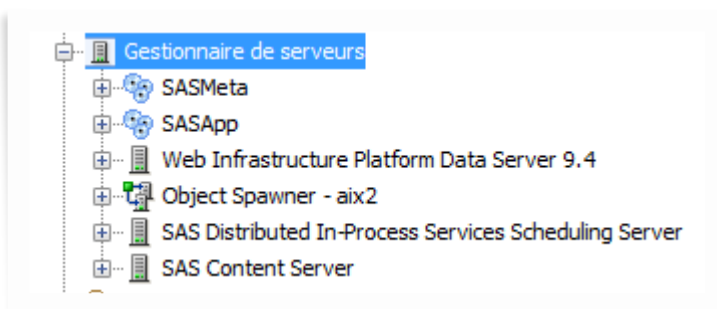 Gestionnaire de serveurs
SASMeta
SASApp
Web Infrastructure Platform Data Server 9.4
Object Spawner - aix2
SAS Distributed In-Process Services Scheduling Server
SAS Content Server